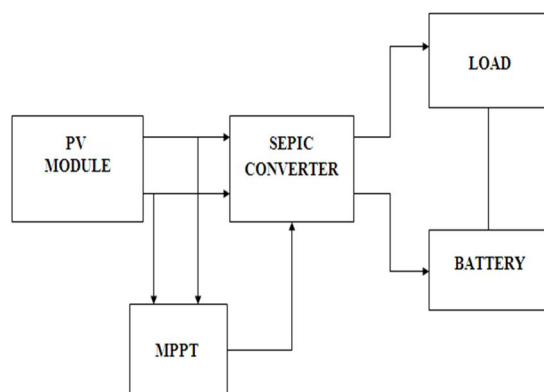 PV
MODULE
SEPIC
CONVERTER
LOAD
BATTERY
MPPT